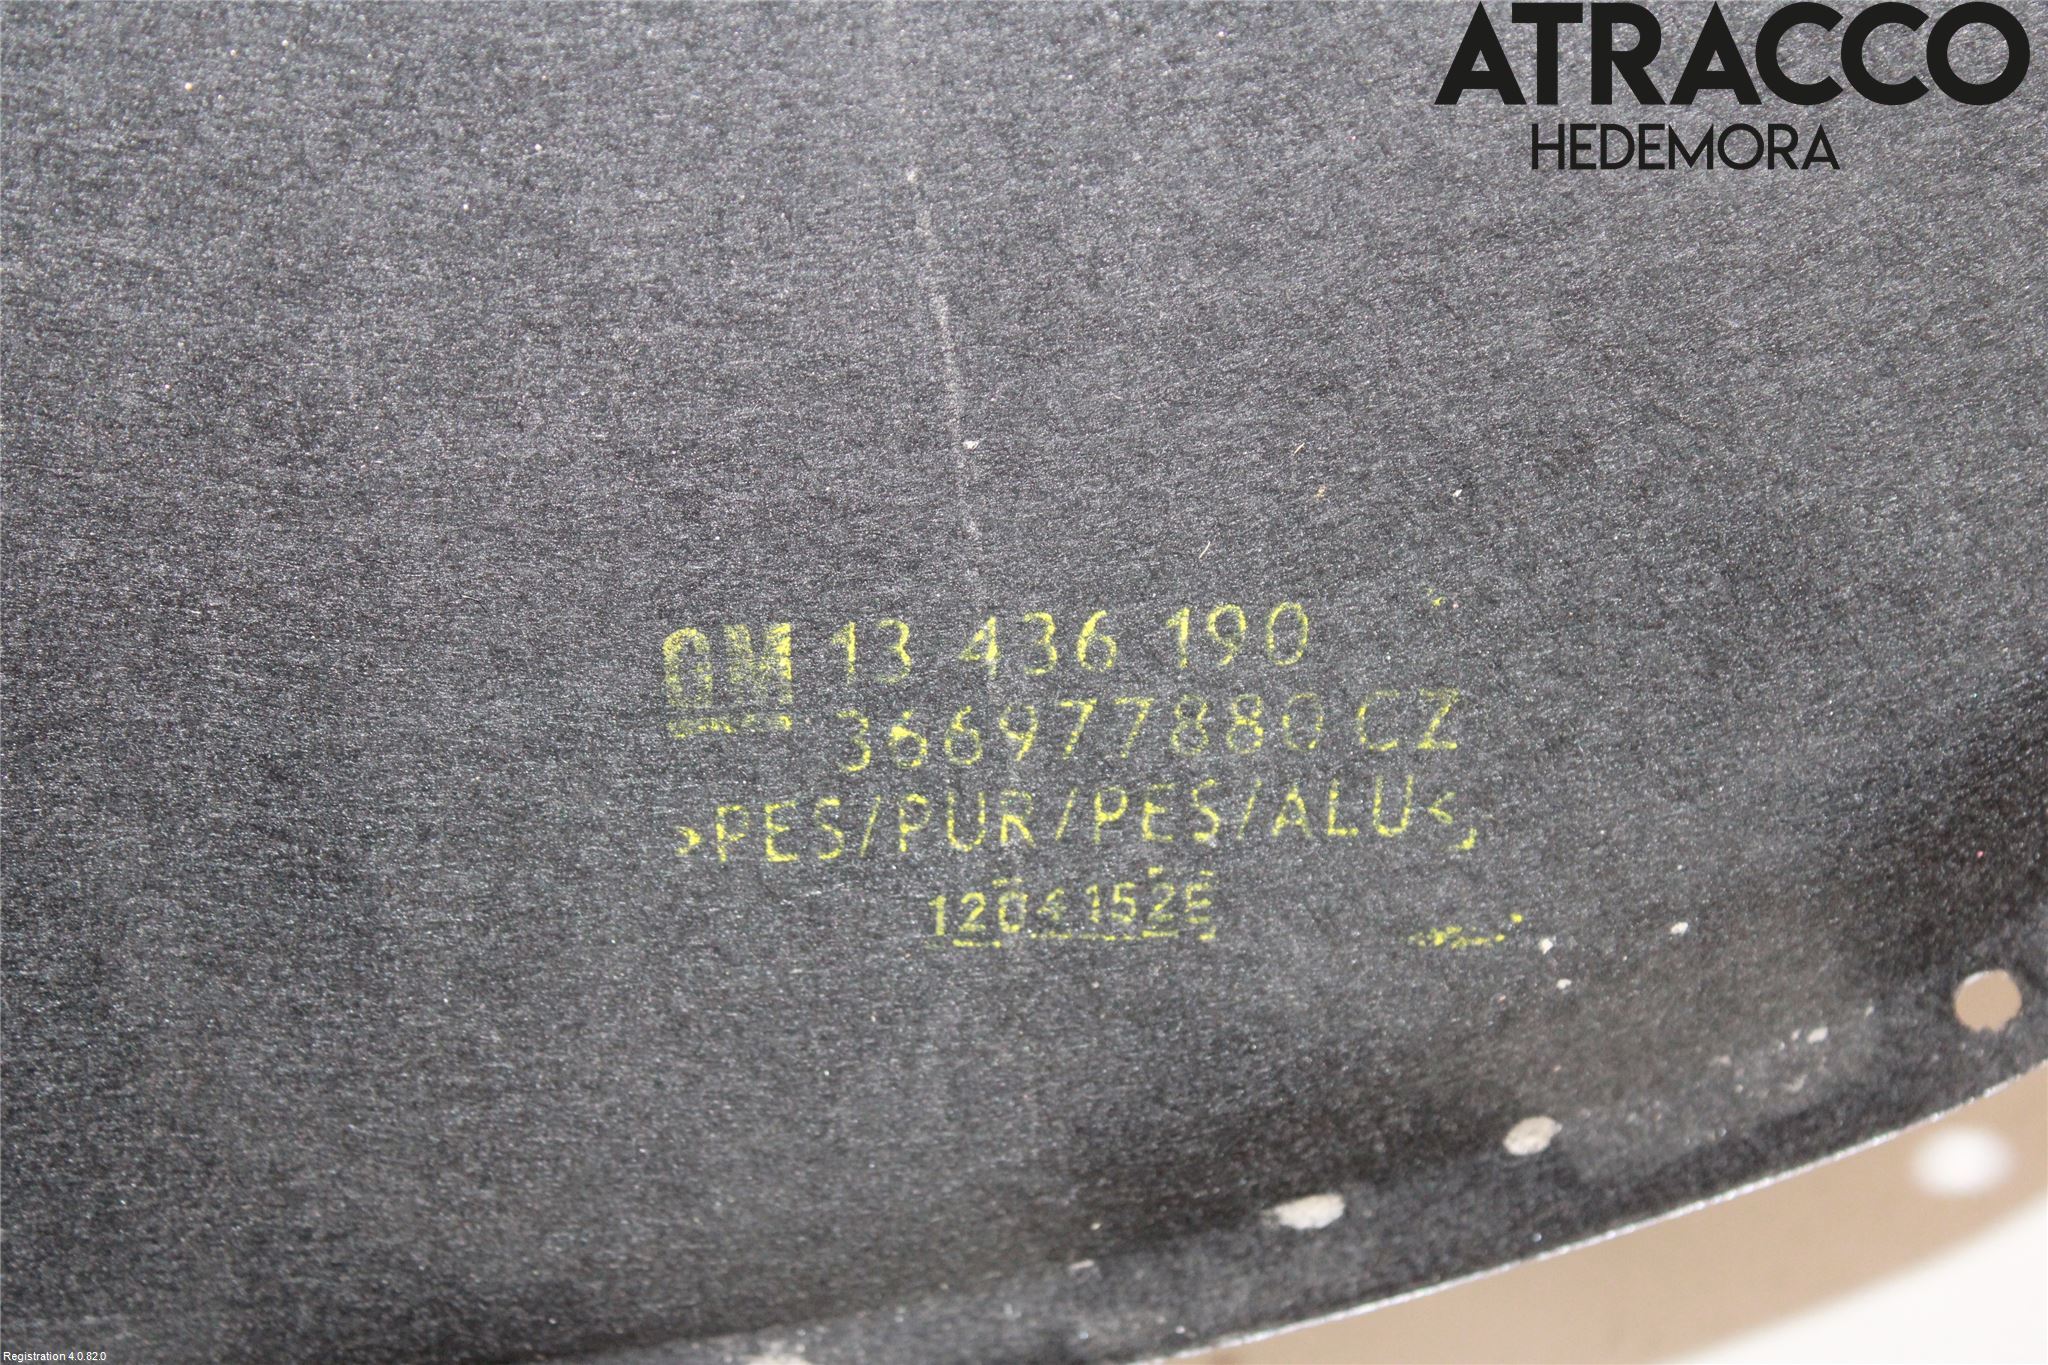 ATRACCO
HEDEMORA
GM 13 436 190
366977880 CZ
>PES/PUR/PES/ALU<
1204152E
Registration 4.0.82.0